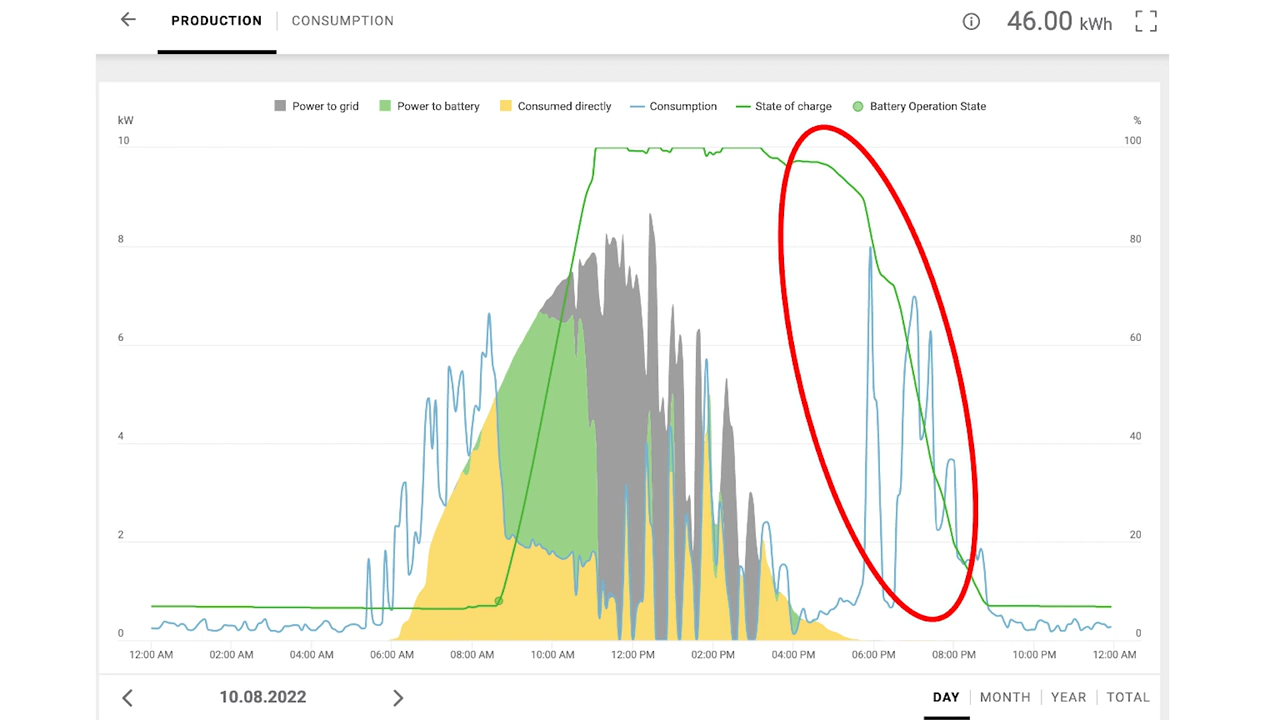 PRODUCTION CONSUMPTION 46.00 kWh
Power to grid Power to battery Consumed directly Consumption State of charge Battery Operation State
kW %
10 100
8 80
6 60
4 40
2 20
0 0
12:00 AM 02:00 AM 04:00 AM 06:00 AM 08:00 AM 10:00 AM 12:00 PM 02:00 PM 04:00 PM 06:00 PM 08:00 PM 10:00 PM 12:00 AM
10.08.2022 DAY MONTH YEAR TOTAL